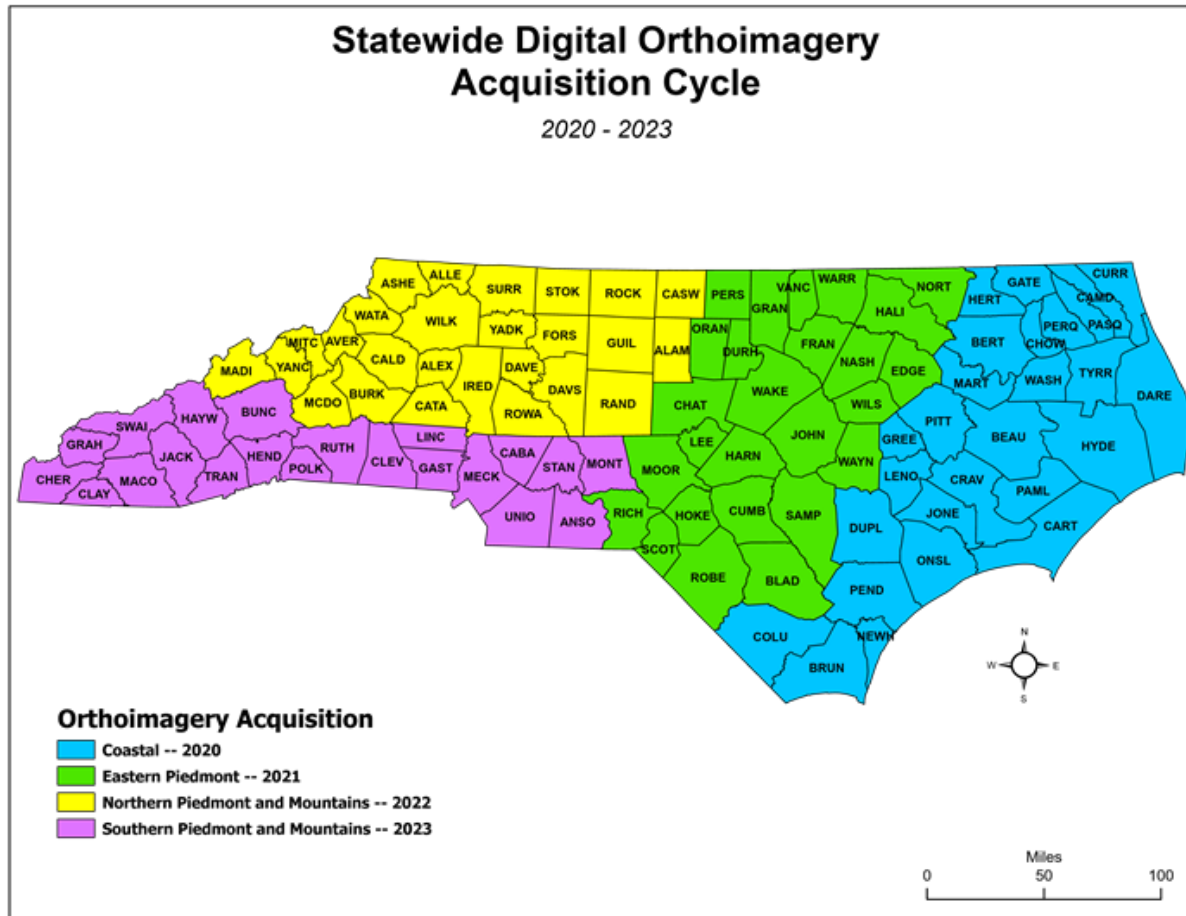 Statewide Digital Orthoimagery
Acquisition Cycle
2020 - 2023
ASHE
ALLE
SURR
STOK
ROCK
CASW
PERS
GRAN
VANC
WARR
NORT
HERT
GATE
CURR
CAMD
WATA
WILK
YADK
FORS
GUIL
ALAM
ORAN
DURH
FRAN
HALI
BERT
PERQ
PASQ
CHOW
MITC
AVER
CALD
ALEX
IRED
DAVE
DAVS
RAND
WAKE
NASH
EDGE
MART
WASH
TYRR
DARE
MADI
YANC
MCDO
BURK
CATA
ROWA
CHAT
WILS
PITT
BEAU
HYDE
SWAI
HAYW
BUNC
RUTH
LINC
CABA
STAN
MONT
LEE
JOHN
WAYN
GREE
GRAH
JACK
HEND
POLK
CLEV
GAST
MECK
MOOR
HARN
LENO
CRAV
PAML
CHER
CLAY
MACO
TRAN
UNIO
ANSO
RICH
HOKE
CUMB
SAMP
DUPL
JONE
CART
SCOT
ROBE
BLAD
PEND
ONSL
COLU
BRUN
NEWH
N
W
E
S
Orthoimagery Acquisition
Coastal -- 2020
Eastern Piedmont -- 2021
Northern Piedmont and Mountains -- 2022
Southern Piedmont and Mountains -- 2023
Miles
0 50 100